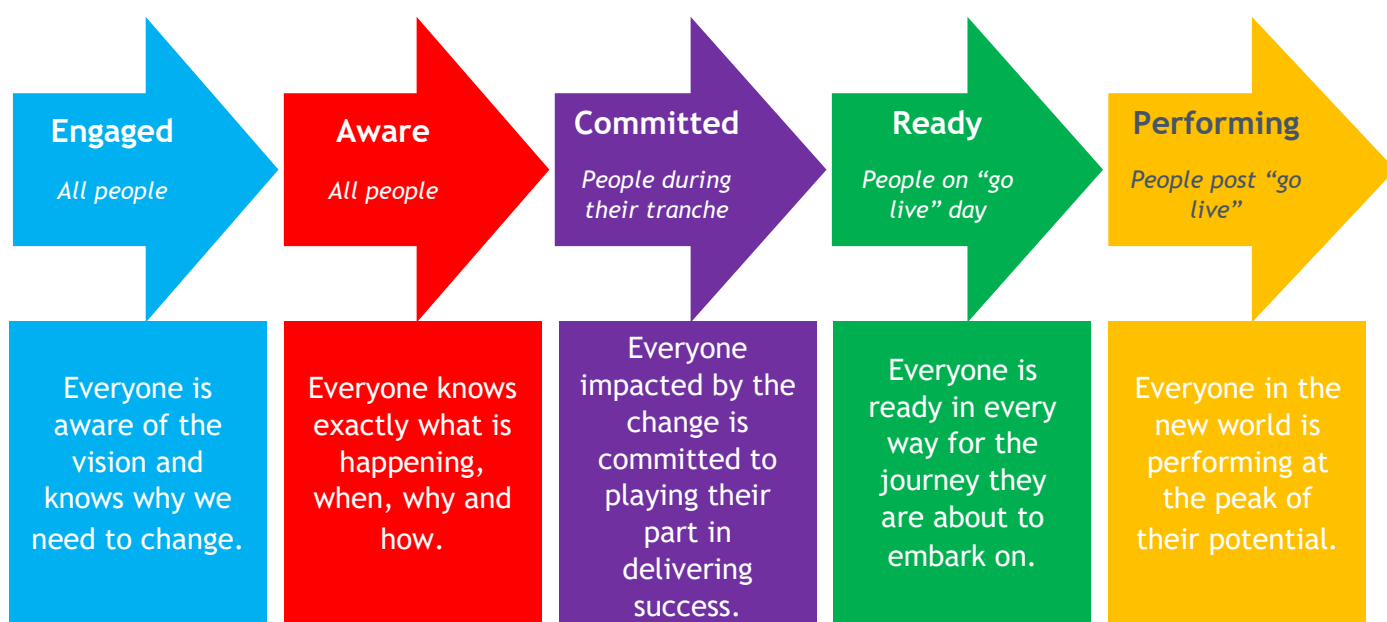 Engaged
All people
Aware
All people
Committed
People during
their tranche
Ready
People on “go
live” day
Performing
People post “go
live”
Everyone is
aware of the
vision and
knows why we
need to change.
Everyone knows
exactly what is
happening,
when, why and
how.
Everyone
impacted by the
change is
committed to
playing their
part in
delivering
success.
Everyone is
ready in every
way for the
journey they
are about to
embark on.
Everyone in the
new world is
performing at
the peak of
their potential.